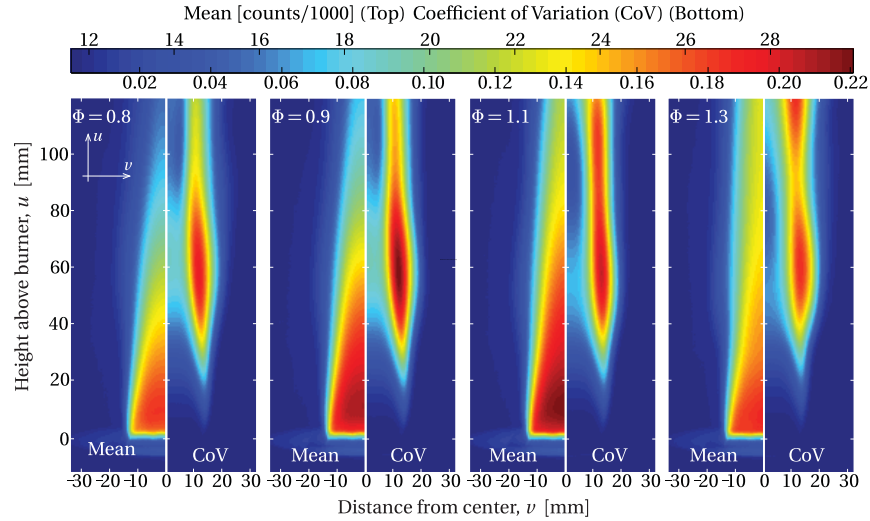 Mean [counts/1000] (Top) Coefficient of Variation (CoV) (Bottom)
12 14 16 18 20 22 24 26 28
0.02 0.04 0.06 0.08 0.10 0.12 0.14 0.16 0.18 0.20 0.22
Φ = 0.8 Φ = 0.9 Φ = 1.1 Φ = 1.3
u
v
Height above burner, u [mm]
100
80
60
40
20
0
Mean CoV Mean CoV Mean CoV Mean CoV
−30 −20 −10 0 10 20 30 −30 −20 −10 0 10 20 30 −30 −20 −10 0 10 20 30 −30 −20 −10 0 10 20 30
Distance from center, v [mm]